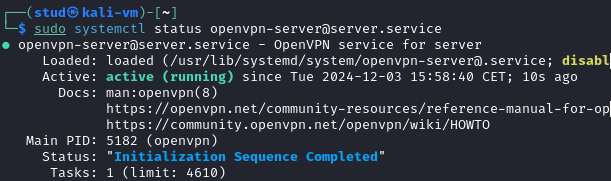 ┌──(stud㉿kali-vm)-[~]
└─$ sudo systemctl status openvpn-server@server.service
● openvpn-server@server.service - OpenVPN service for server
Loaded: loaded (/usr/lib/systemd/system/openvpn-server@.service; disabl
Active: active (running) since Tue 2024-12-03 15:58:40 CET; 10s ago
Docs: man:openvpn(8)
https://openvpn.net/community-resources/reference-manual-for-op
https://community.openvpn.net/openvpn/wiki/HOWTO
Main PID: 5182 (openvpn)
Status: "Initialization Sequence Completed"
Tasks: 1 (limit: 4610)